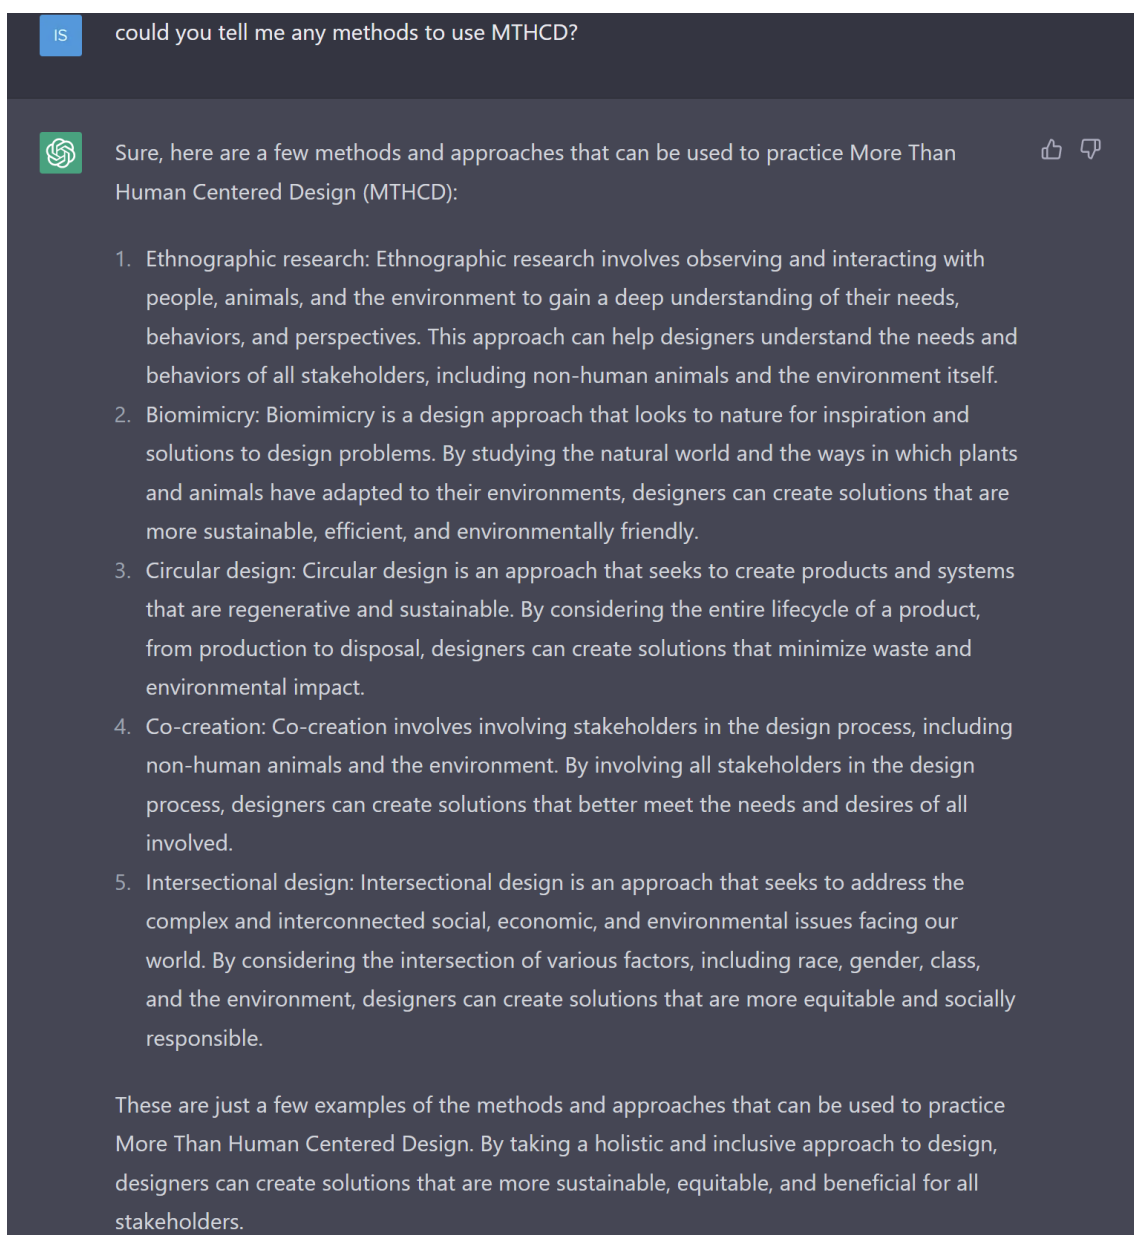 IS
could you tell me any methods to use MTHCD?
Sure, here are a few methods and approaches that can be used to practice More Than
Human Centered Design (MTHCD):
1. Ethnographic research: Ethnographic research involves observing and interacting with
people, animals, and the environment to gain a deep understanding of their needs,
behaviors, and perspectives. This approach can help designers understand the needs and
behaviors of all stakeholders, including non-human animals and the environment itself.
2. Biomimicry: Biomimicry is a design approach that looks to nature for inspiration and
solutions to design problems. By studying the natural world and the ways in which plants
and animals have adapted to their environments, designers can create solutions that are
more sustainable, efficient, and environmentally friendly.
3. Circular design: Circular design is an approach that seeks to create products and systems
that are regenerative and sustainable. By considering the entire lifecycle of a product,
from production to disposal, designers can create solutions that minimize waste and
environmental impact.
4. Co-creation: Co-creation involves involving stakeholders in the design process, including
non-human animals and the environment. By involving all stakeholders in the design
process, designers can create solutions that better meet the needs and desires of all
involved.
5. Intersectional design: Intersectional design is an approach that seeks to address the
complex and interconnected social, economic, and environmental issues facing our
world. By considering the intersection of various factors, including race, gender, class,
and the environment, designers can create solutions that are more equitable and socially
responsible.
These are just a few examples of the methods and approaches that can be used to practice
More Than Human Centered Design. By taking a holistic and inclusive approach to design,
designers can create solutions that are more sustainable, equitable, and beneficial for all
stakeholders.